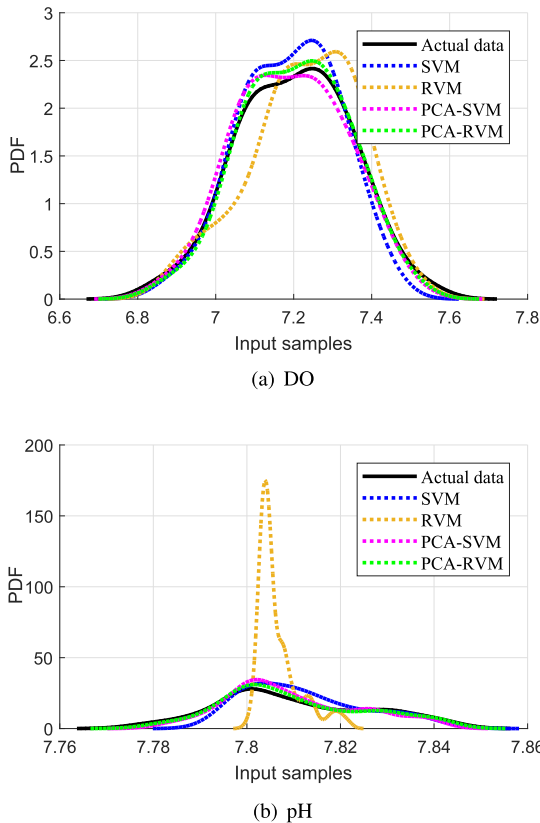 3
2.5
2
1.5
1
0.5
0
PDF
Actual data
SVM
RVM
PCA-SVM
PCA-RVM
6.6 6.8 7 7.2 7.4 7.6 7.8
Input samples
(a) DO
200
150
100
50
0
PDF
Actual data
SVM
RVM
PCA-SVM
PCA-RVM
7.76 7.78 7.8 7.82 7.84 7.86
Input samples
(b) pH